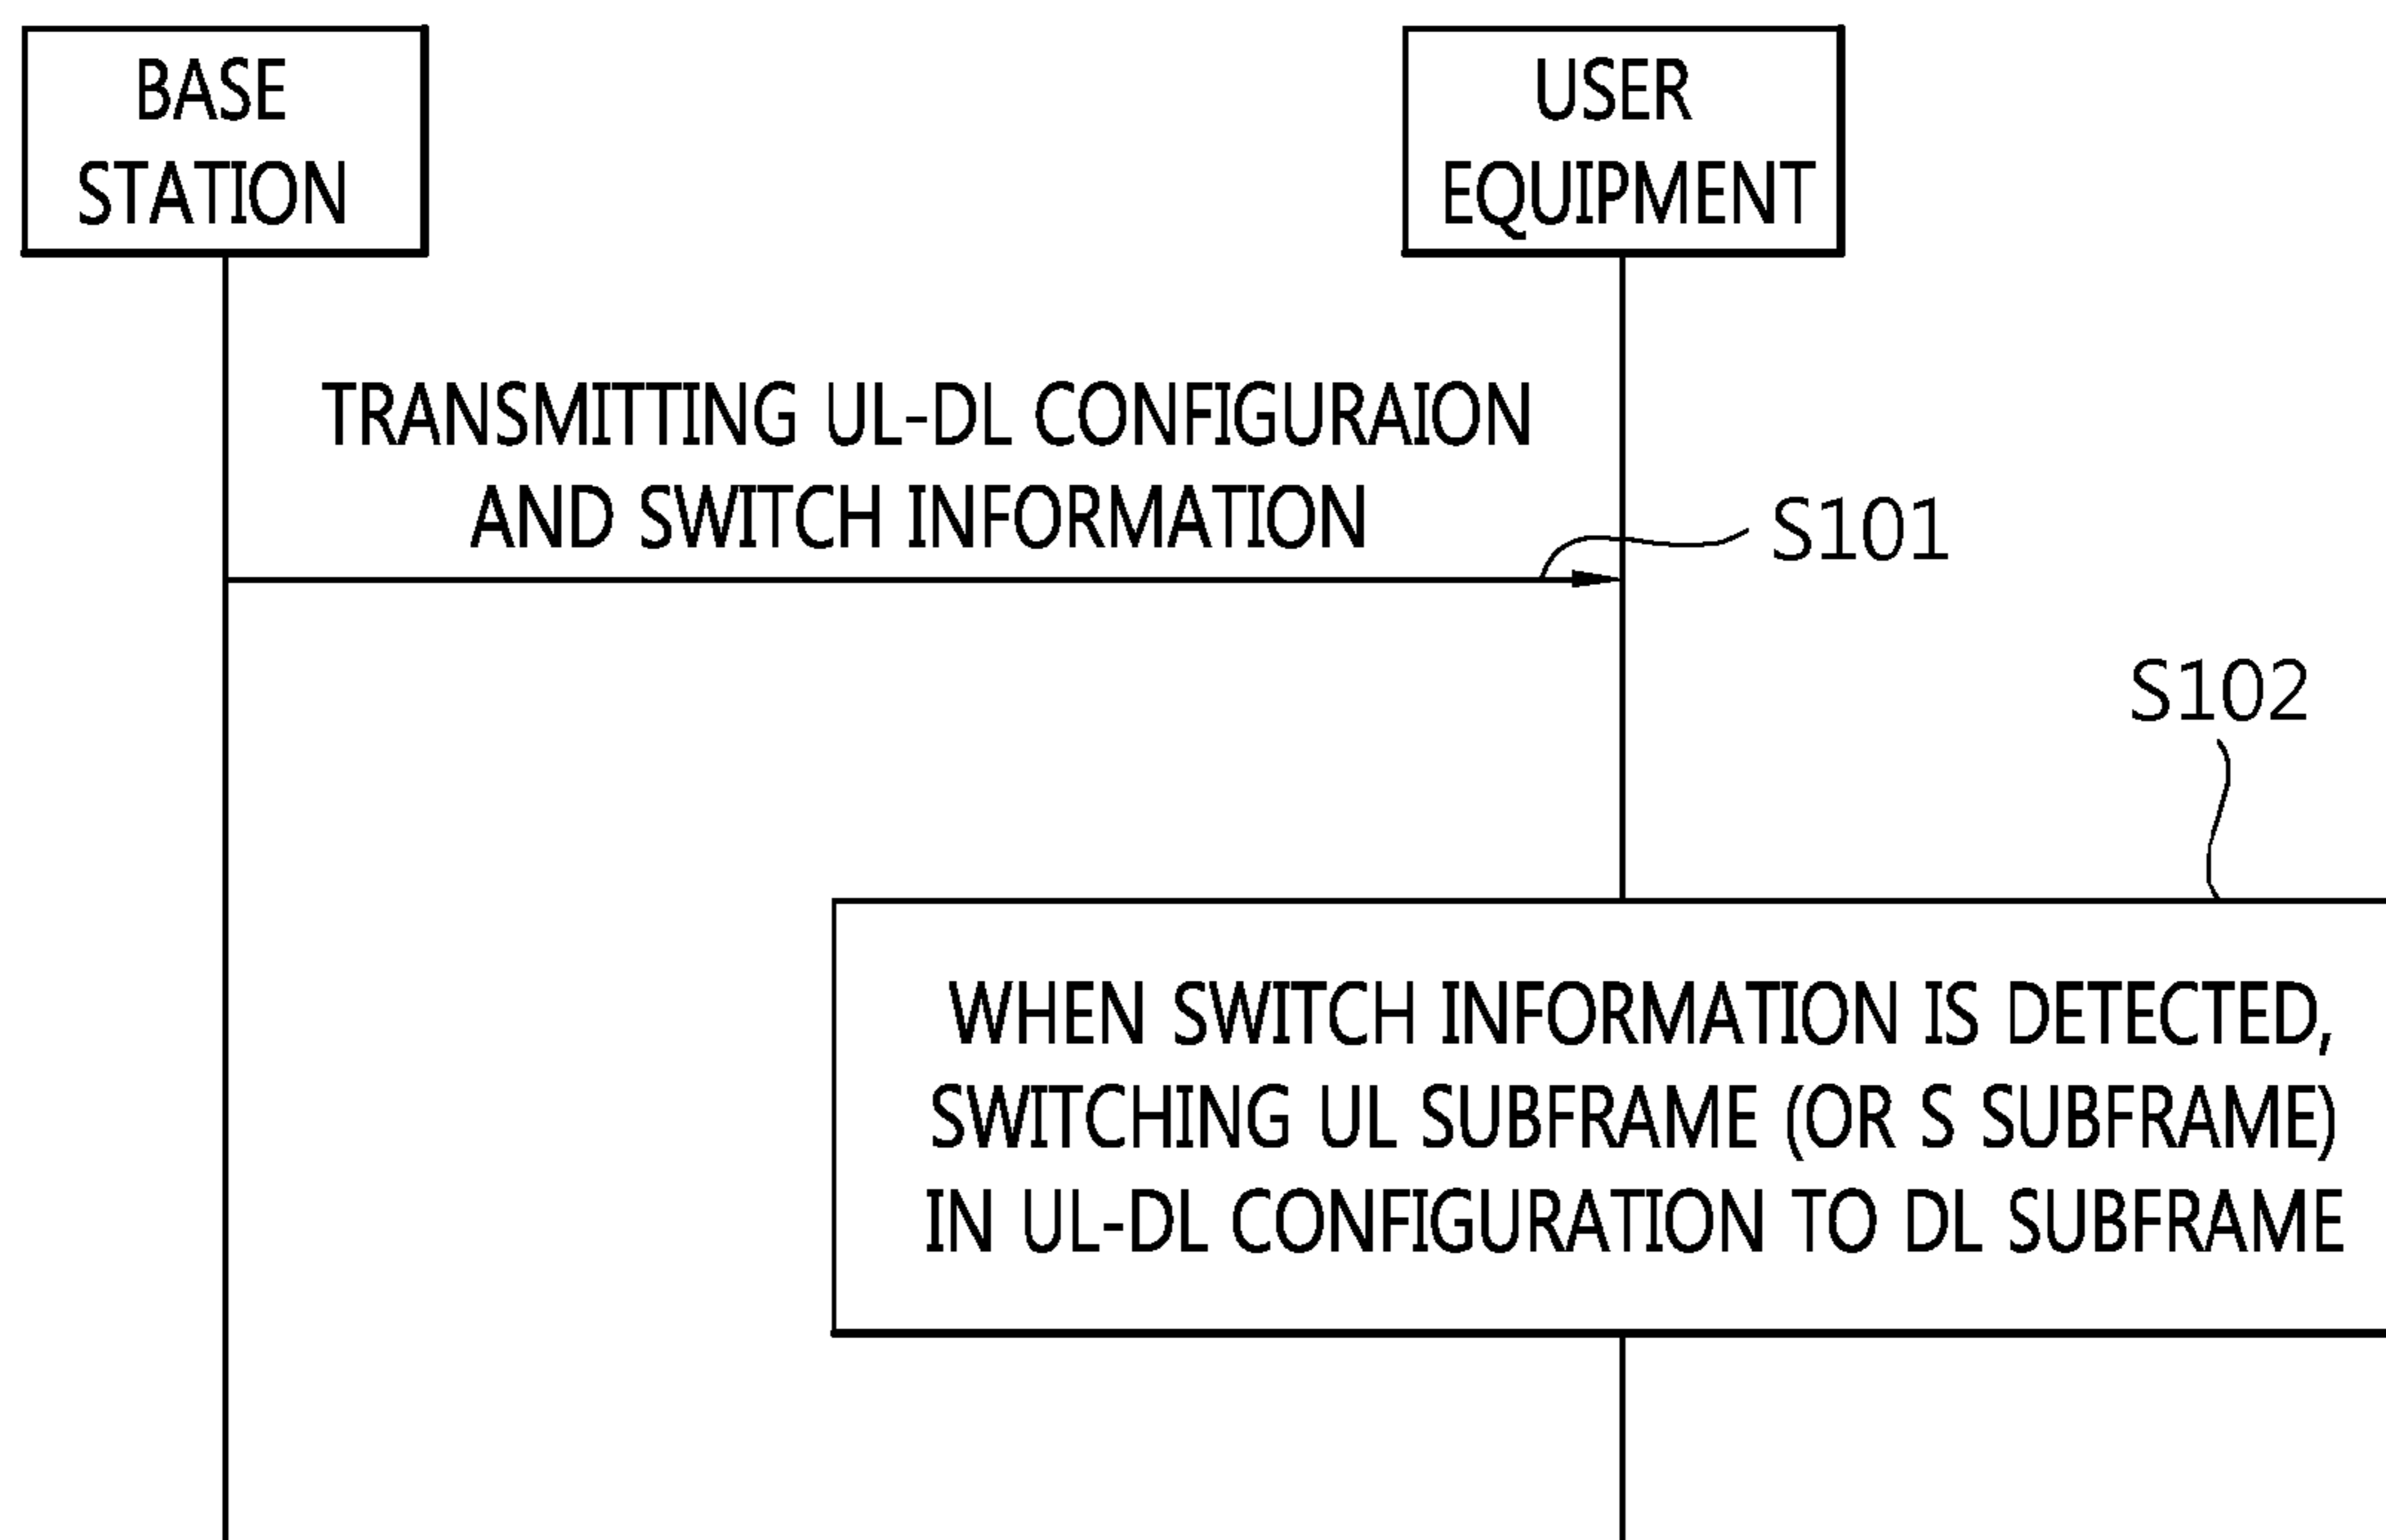 BASE
STATION
USER
EQUIPMENT
TRANSMITTING UL-DL CONFIGURAION
AND SWITCH INFORMATION
S101
S102
WHEN SWITCH INFORMATION IS DETECTED,
SWITCHING UL SUBFRAME (OR S SUBFRAME)
IN UL-DL CONFIGURATION TO DL SUBFRAME